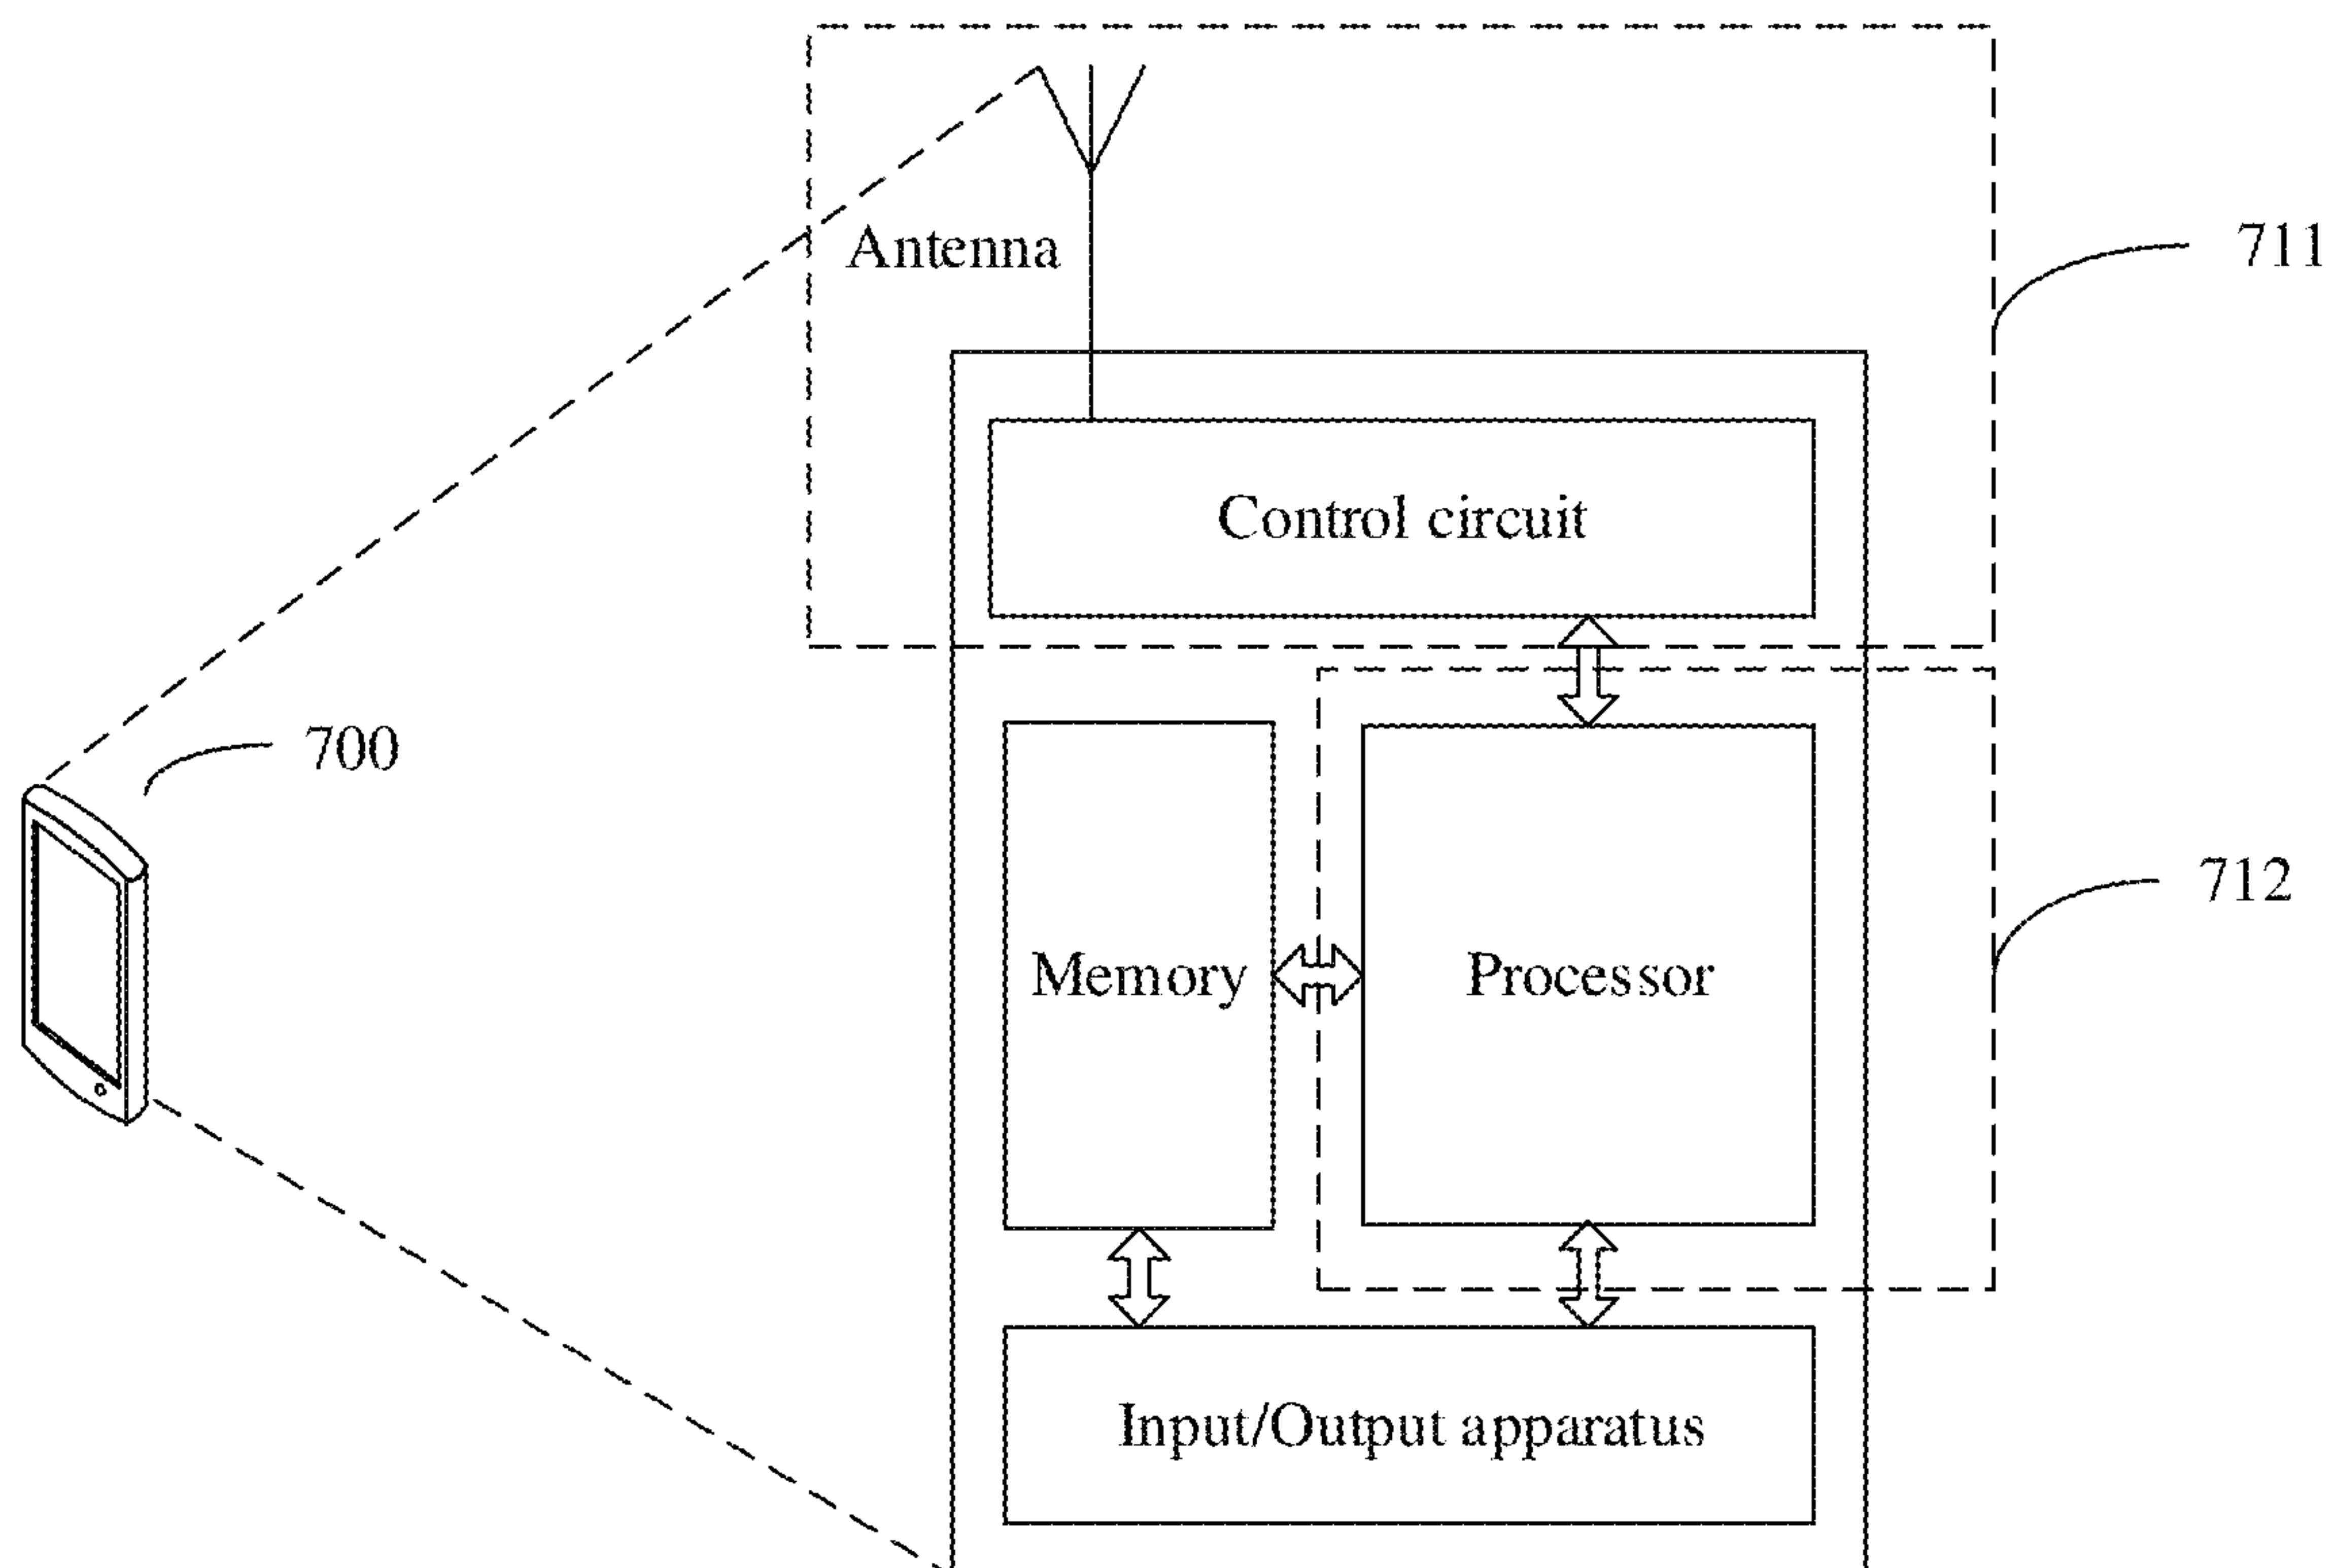 Antenna
711
Control circuit
700
712
Memory
Processor
Input/Output apparatus